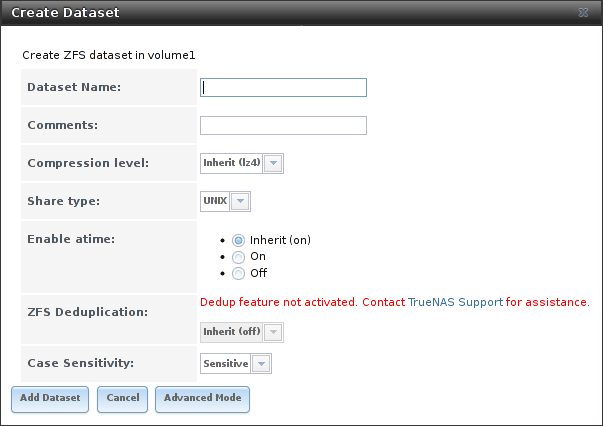 Create Dataset
Create ZFS dataset in volume1
Dataset Name:
Comments:
Compression level: Inherit (lz4)
Share type: UNIX
Enable atime: Inherit (on)
On
Off
Dedup feature not activated. Contact TrueNAS Support for assistance.
ZFS Deduplication:
Inherit (off)
Case Sensitivity: Sensitive
Add Dataset Cancel Advanced Mode